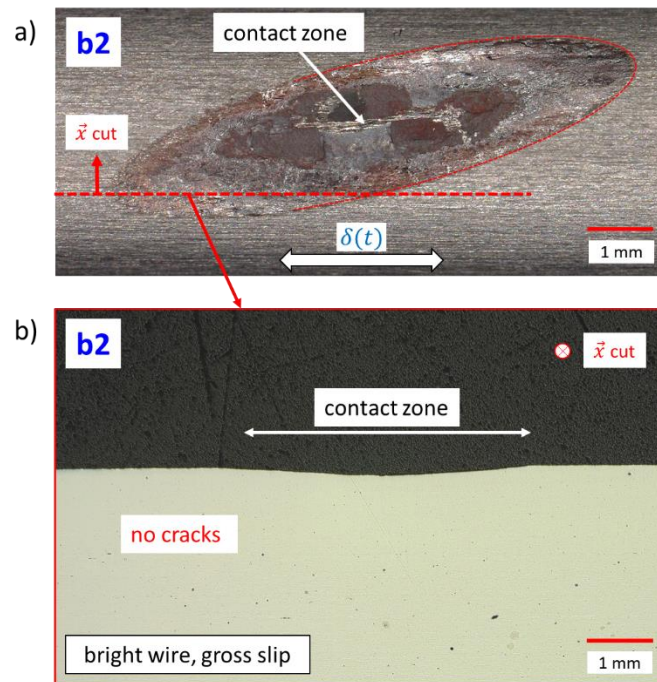 a)
b2
contact zone
x⃗ cut
δ(t)
1 mm
b)
b2
x⃗ cut
contact zone
no cracks
bright wire, gross slip
1 mm